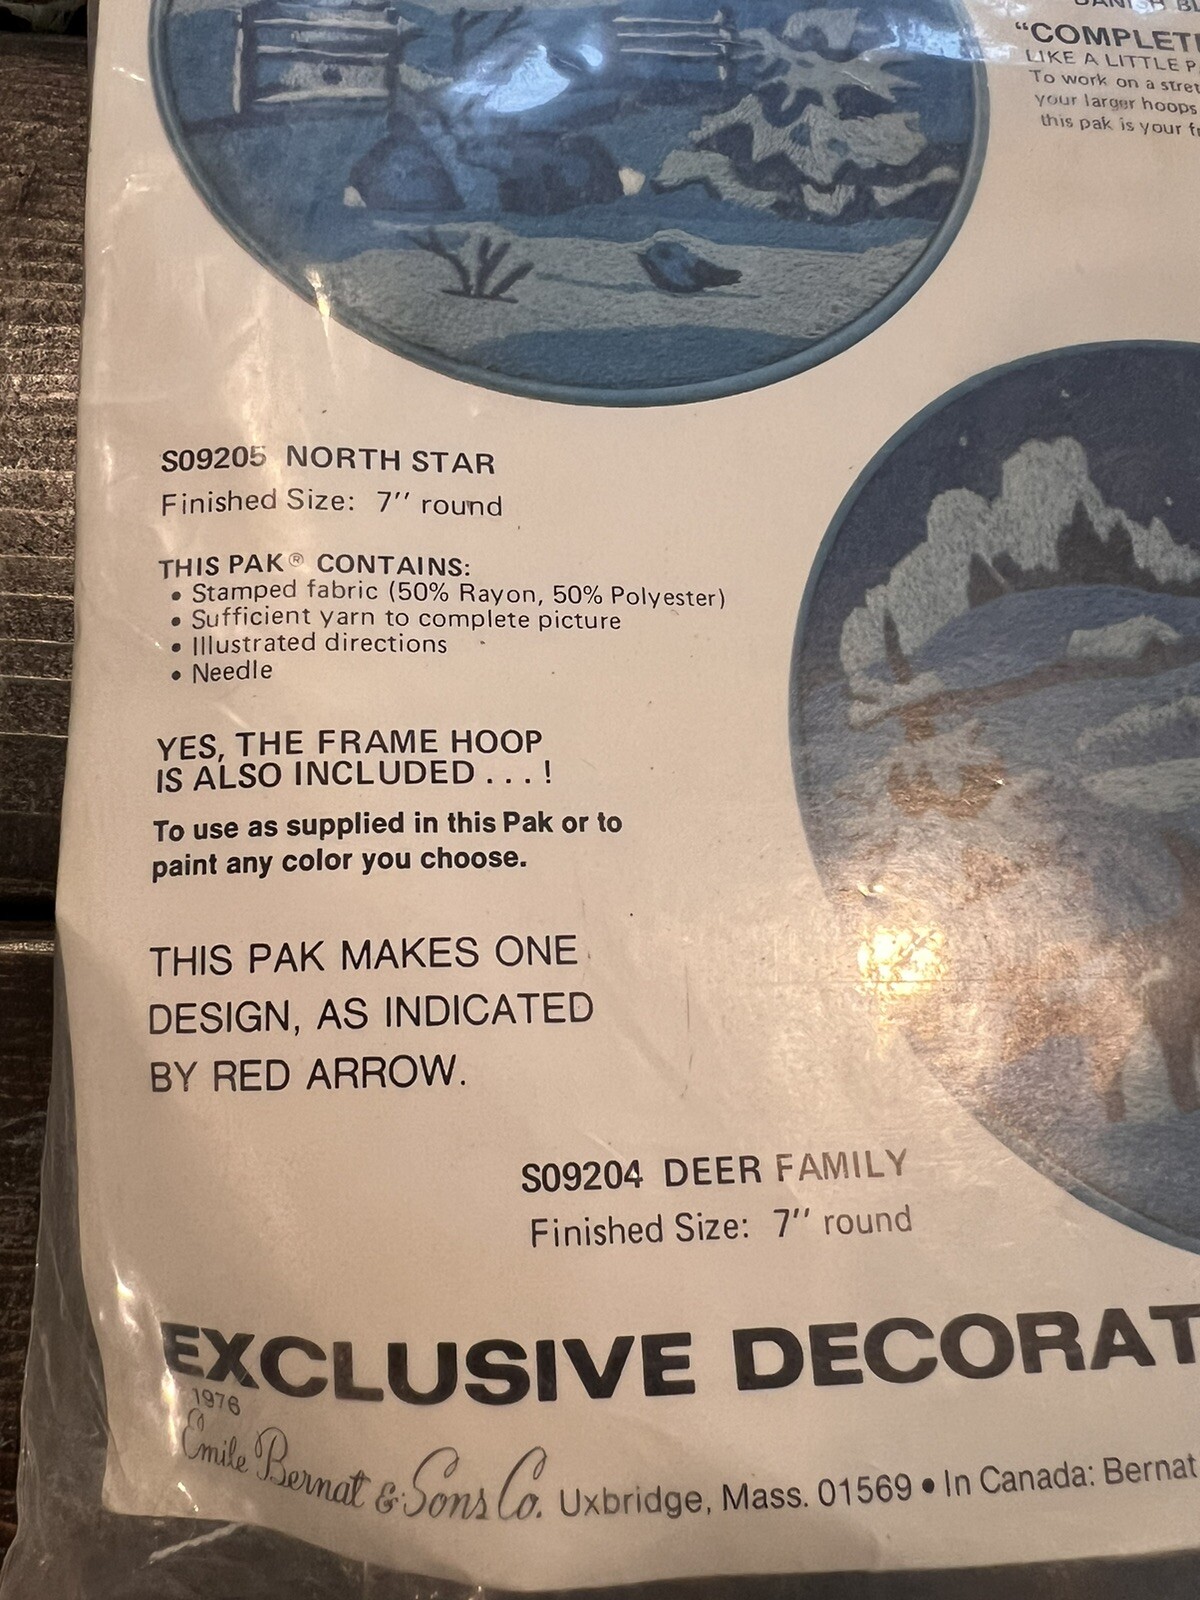 "COMPLETE
LIKE A LITTLE P
To work on a stret
your larger hoops
this pak is your fr
S09205 NORTH STAR
Finished Size: 7" round
THIS PAK® CONTAINS:
• Stamped fabric (50% Rayon, 50% Polyester)
• Sufficient yarn to complete picture
• Illustrated directions
• Needle
YES, THE FRAME HOOP
IS ALSO INCLUDED . . . !
To use as supplied in this Pak or to
paint any color you choose.
THIS PAK MAKES ONE
DESIGN, AS INDICATED
BY RED ARROW.
S09204 DEER FAMILY
Finished Size: 7" round
EXCLUSIVE DECORAT
1976
Emile Bernat & Sons Co. Uxbridge, Mass. 01569 • In Canada: Bernat